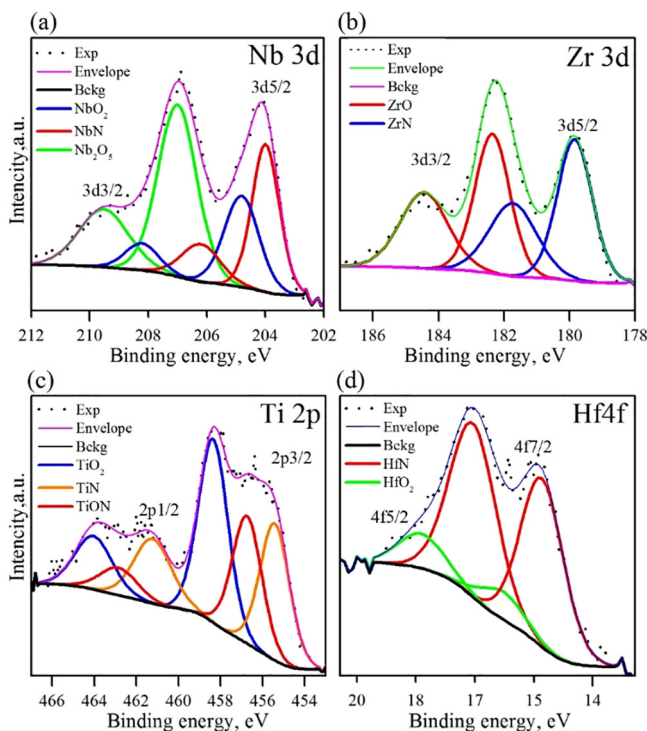 (a)
Nb 3d
Exp
Envelope
Bckg
NbO₂
NbN
Nb₂O₅
3d5/2
3d3/2
Intencity,a.u.
212 210 208 206 204 202
Binding energy, eV
(b)
Zr 3d
Exp
Envelope
Bckg
ZrO
ZrN
3d5/2
3d3/2
Intencity,a.u.
186 184 182 180 178
Binding energy, eV
(c)
Ti 2p
Exp
Envelope
Bckg
TiO₂
TiN
TiON
2p3/2
2p1/2
Intencity,a.u.
466 464 462 460 458 456 454
Binding energy, eV
(d)
Hf4f
Exp
Envelope
Bckg
HfN
HfO₂
4f7/2
4f5/2
Intencity,a.u.
20 18 17 15 14
Binding energy, eV